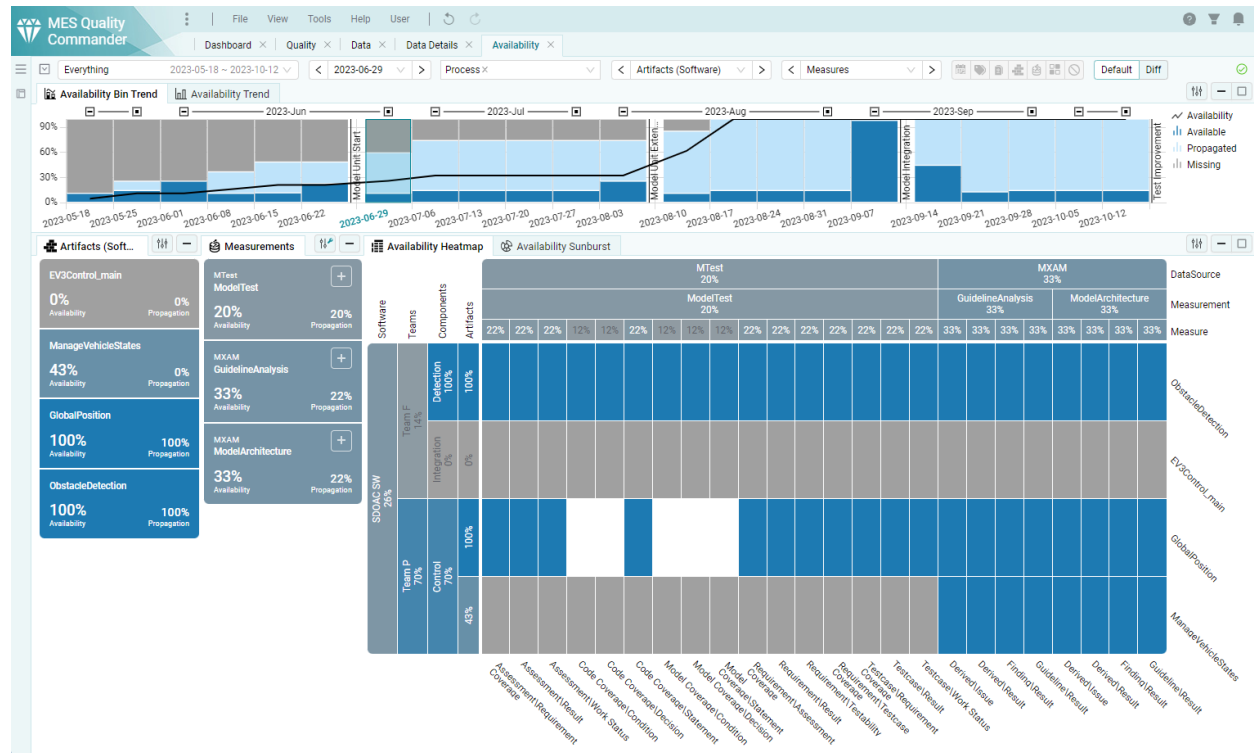 MES Quality
Commander
File View Tools Help User
Dashboard Quality Data Data Details Availability
Everything 2023-05-18 ~ 2023-10-12 2023-06-29 Process Artifacts (Software) Measures Default Diff
Availability Bin Trend Availability Trend
2023-Jun 2023-Jul 2023-Aug 2023-Sep
90%
60%
30%
0%
Model Unit Start
Model Unit Exten...
Model Integration
Test Improvement
Availability
Available
Propagated
Missing
2023-05-18 2023-05-25 2023-06-01 2023-06-08 2023-06-15 2023-06-22 2023-06-29 2023-07-06 2023-07-13 2023-07-20 2023-07-27 2023-08-03 2023-08-10 2023-08-17 2023-08-24 2023-08-31 2023-09-07 2023-09-14 2023-09-21 2023-09-28 2023-10-05 2023-10-12
Artifacts (Soft... Measurements Availability Heatmap Availability Sunburst
EV3Control_main
0% 0%
Availability Propagation
ManageVehicleStates
43% 0%
Availability Propagation
GlobalPosition
100% 100%
Availability Propagation
ObstacleDetection
100% 100%
Availability Propagation
MTest
ModelTest
20% 20%
Availability Propagation
MXAM
GuidelineAnalysis
33% 22%
Availability Propagation
MXAM
ModelArchitecture
33% 22%
Availability Propagation
Software
Teams
Components
Artifacts
MTest
20%
MXAM
33%
DataSource
ModelTest
20%
GuidelineAnalysis
33%
ModelArchitecture
33%
Measurement
22% 22% 22% 12% 12% 22% 12% 12% 12% 22% 22% 22% 22% 22% 22% 22% 33% 33% 33% 33% 33% 33% 33% 33% Measure
SDOAC SW
26%
Team F
14%
Detection
100%
100%
Integration
0%
0%
Team P
70%
Control
70%
100%
43%
ObstacleDetection
EV3Control_main
GlobalPosition
ManageVehicleStates
Assessment\Requirement
Coverage
Assessment\Result
Assessment\Work Status
Code Coverage\Condition
Code Coverage\Decision
Code Coverage\Statement
Model Coverage\Condition
Model Coverage\Decision
Model
Coverage\Statement
Requirement\Assessment
Coverage
Requirement\Result
Requirement\Testability
Requirement\Testcase
Coverage
Testcase\Requirement
Coverage
Testcase\Result
Testcase\Work Status
Derived\Issue
Derived\Result
Finding\Result
Guideline\Result
Derived\Issue
Derived\Result
Finding\Result
Guideline\Result